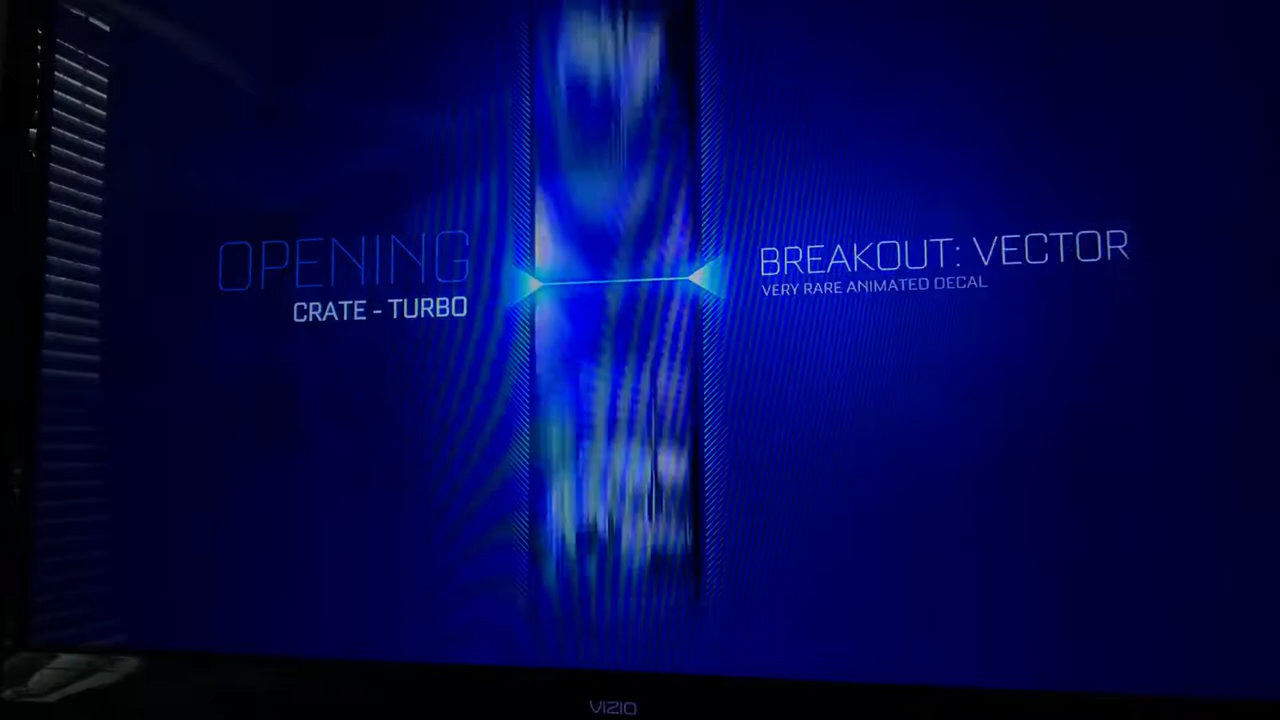 OPENING
CRATE - TURBO
BREAKOUT: VECTOR
VERY RARE ANIMATED DECAL
VIZIO